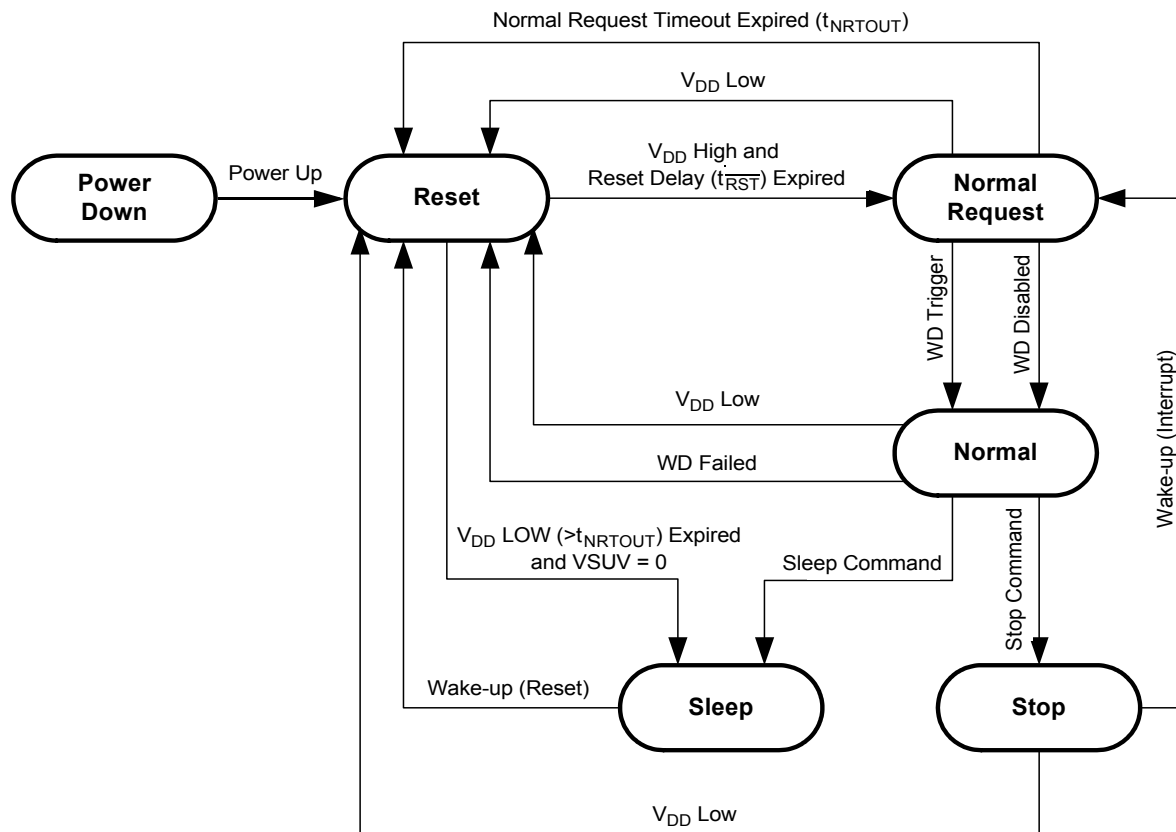 Normal Request Timeout Expired (tNRTOUT)
VDD Low
Power
Down
Power Up
Reset
VDD High and
Reset Delay (tRST) Expired
Normal
Request
WD Trigger
WD Disabled
Wake-up (Interrupt)
VDD Low
Normal
WD Failed
VDD LOW (>tNRTOUT) Expired
and VSUV = 0
Sleep Command
Stop Command
Wake-up (Reset)
Sleep
Stop
VDD Low